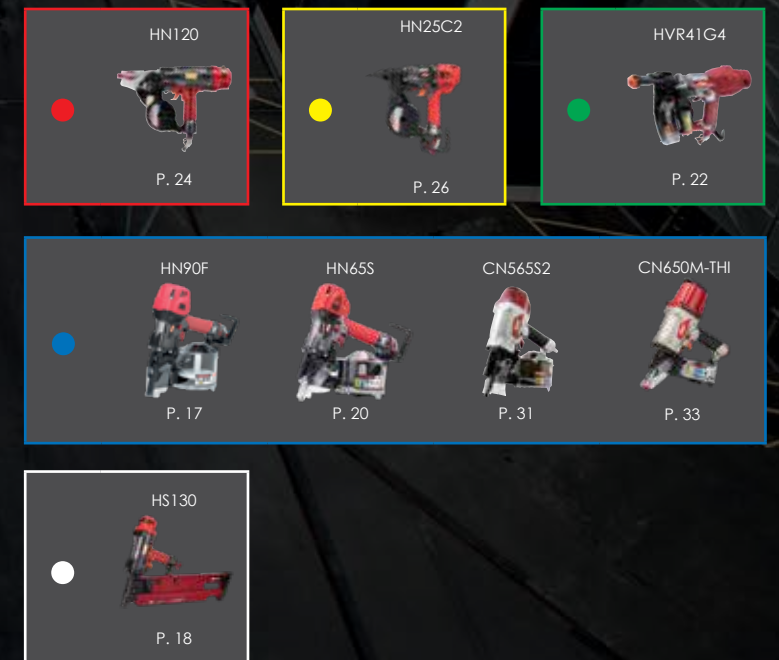 HN120
P. 24
HN25C2
P. 26
HVR41G4
P. 22
HN90F
P. 17
HN65S
P. 20
CN565S2
P. 31
CN650M-THI
P. 33
HS130
P. 18